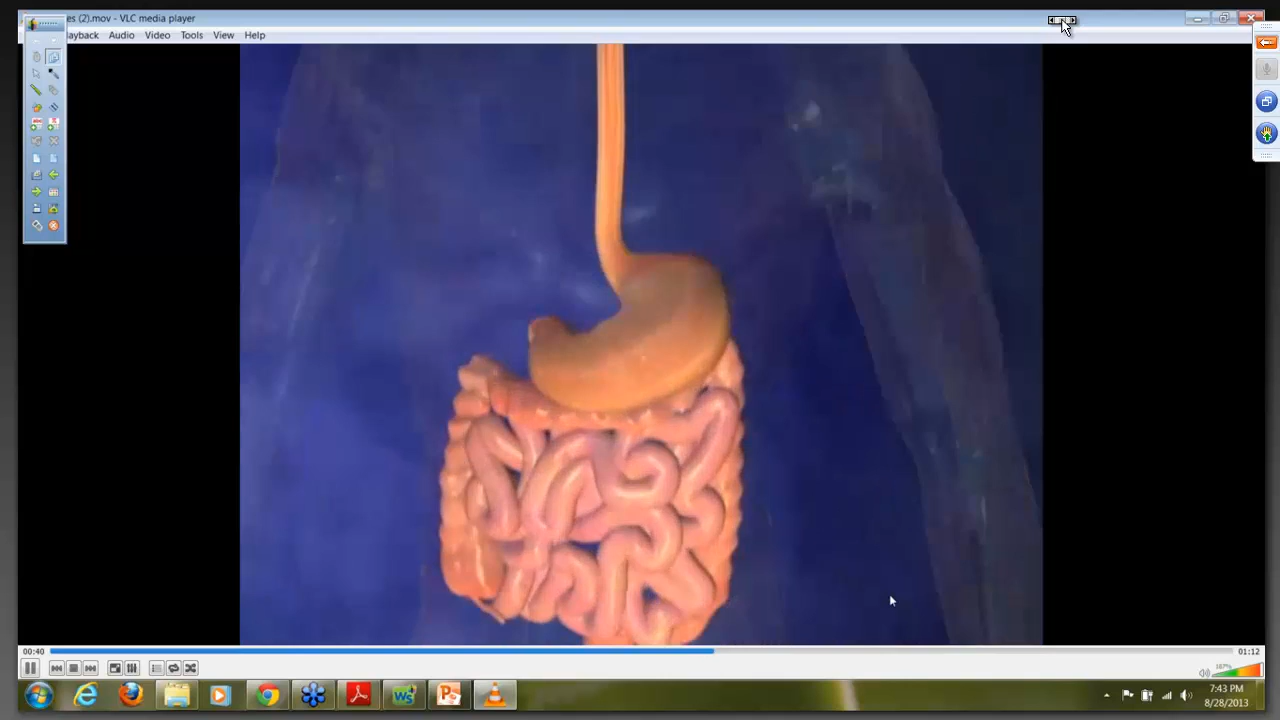 es (2).mov - VLC media player
ayback Audio Video Tools View Help
00:40
01:12
187%
7:43 PM
8/28/2013